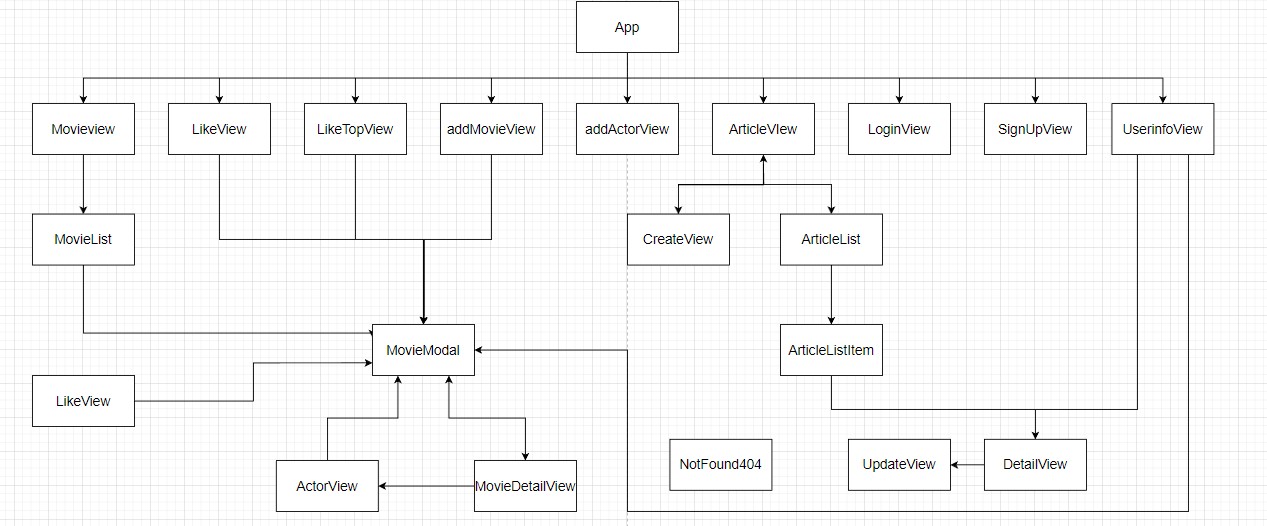 App
Movieview
LikeView
LikeTopView
addMovieView
addActorView
ArticleVIew
LoginView
SignUpView
UserinfoView
MovieList
CreateView
ArticleList
MovieModal
ArticleListItem
LikeView
NotFound404
UpdateView
DetailView
ActorView
MovieDetailView